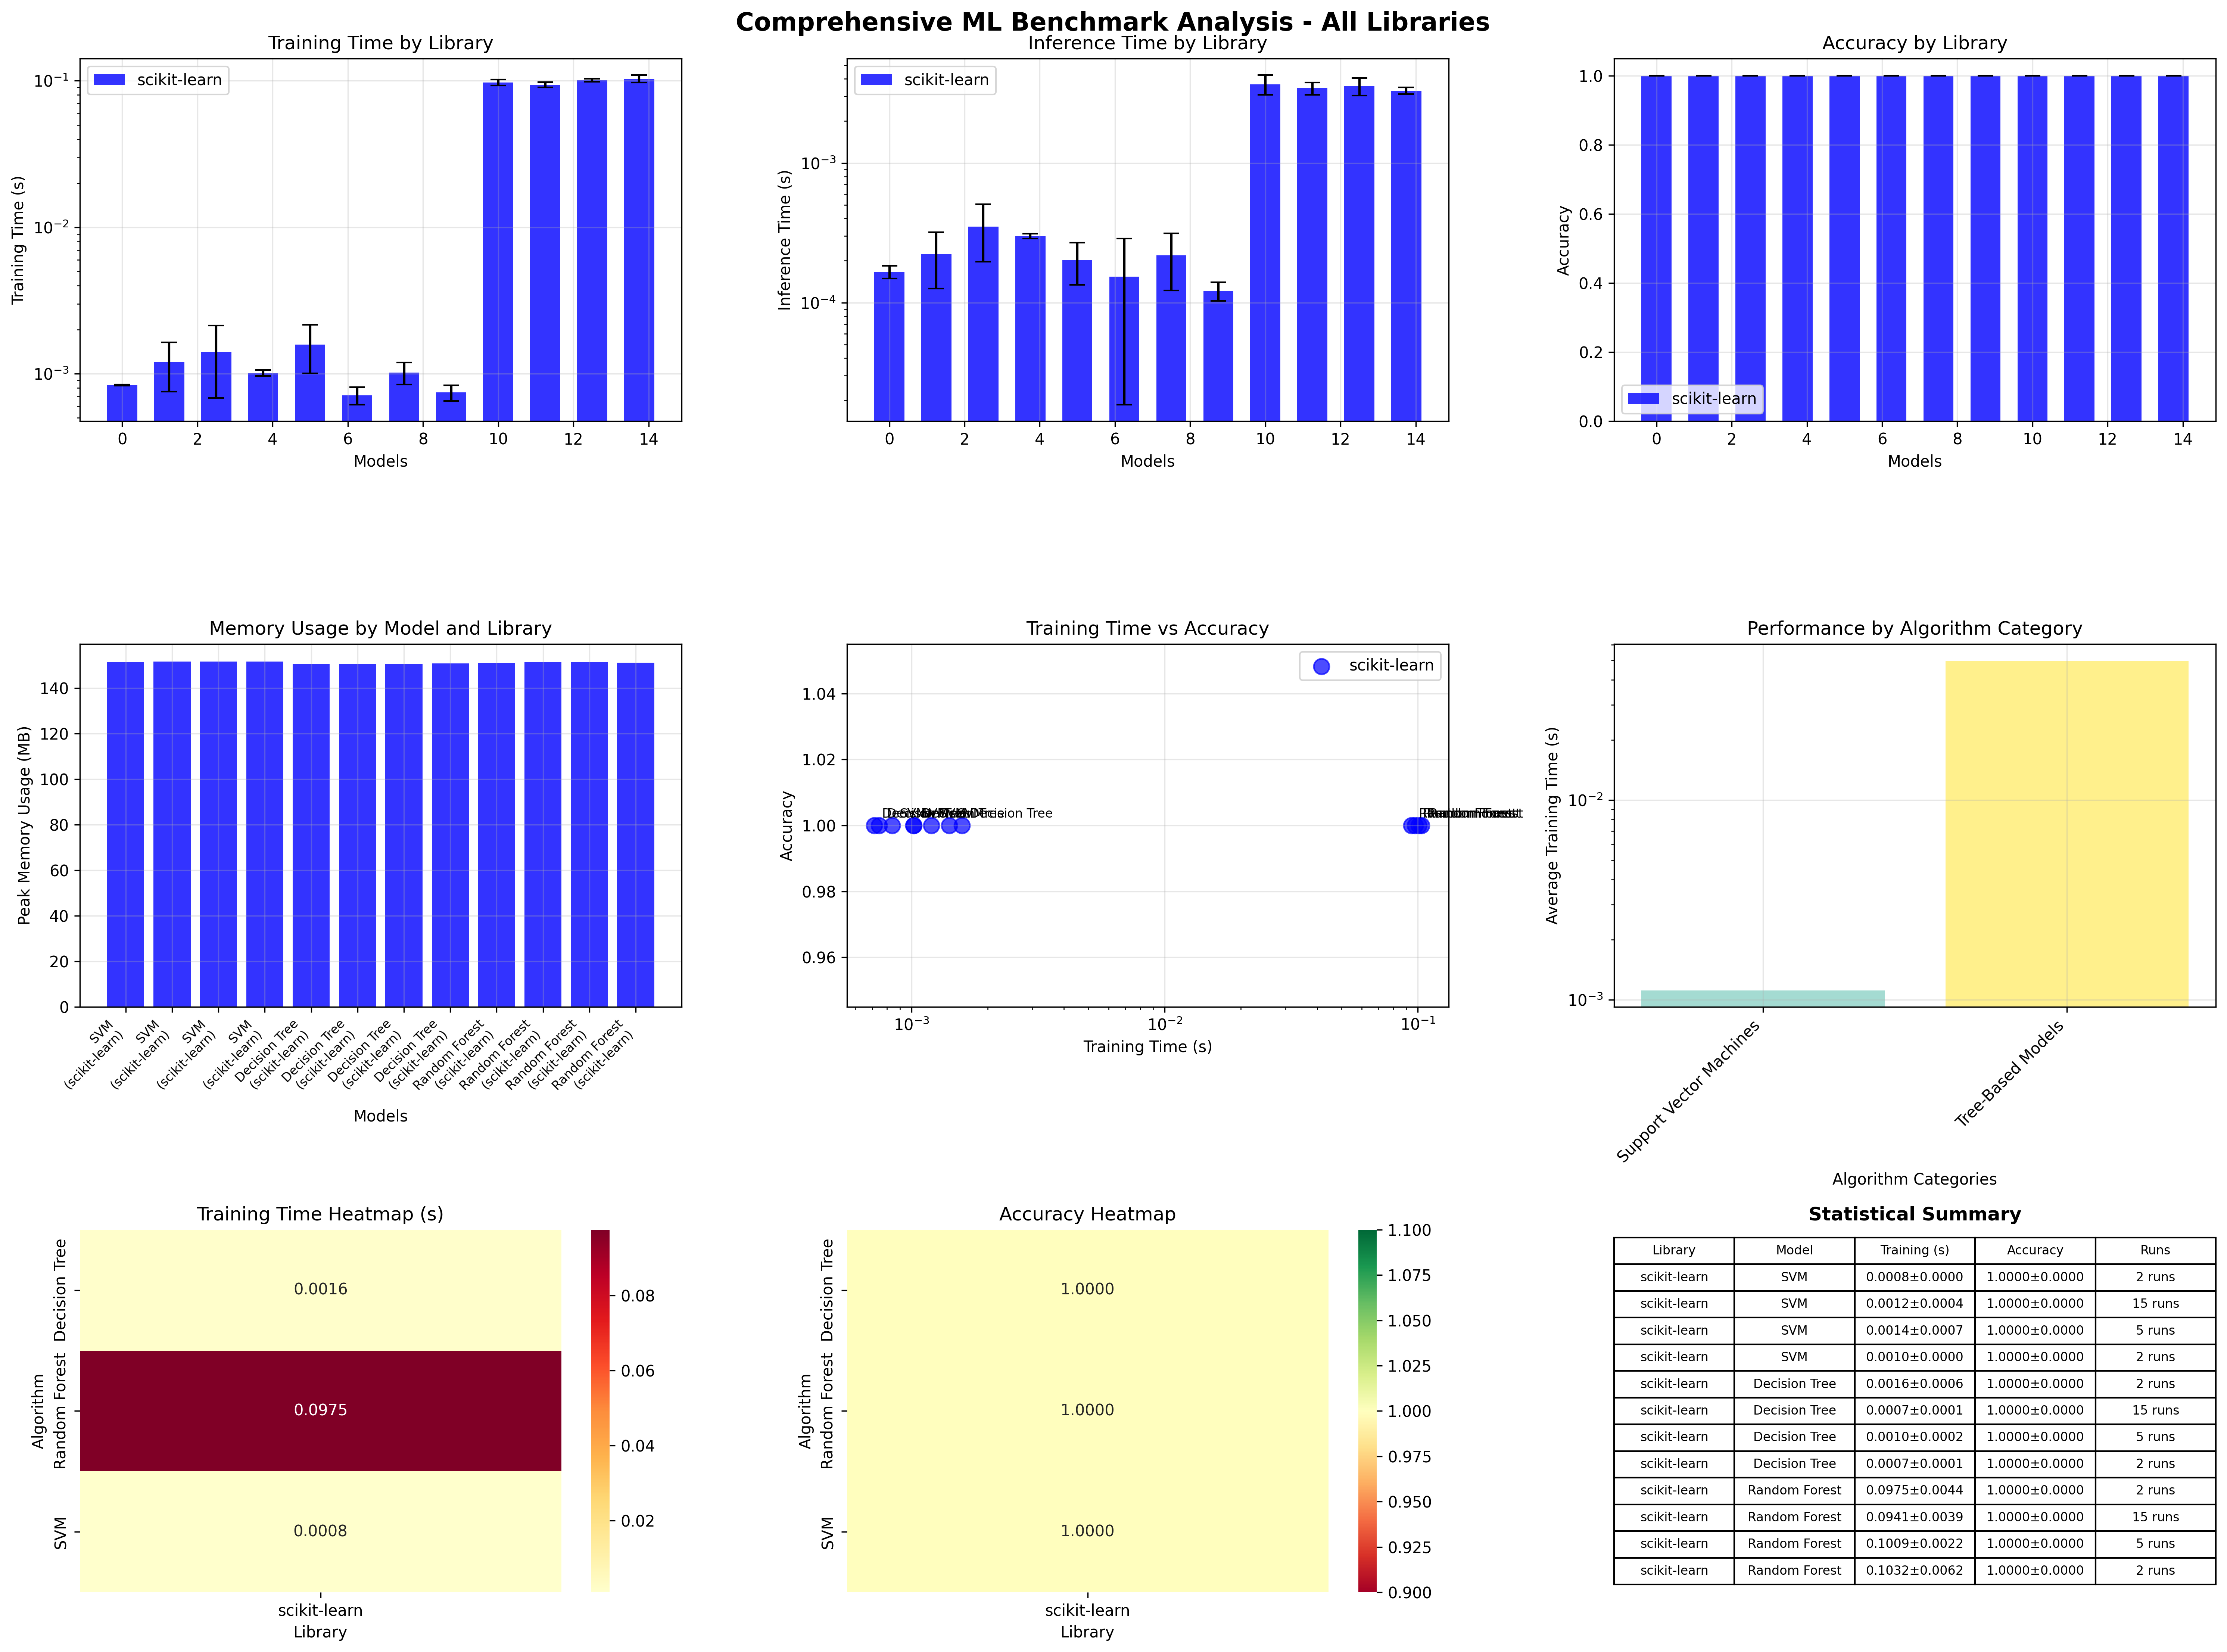 Comprehensive ML Benchmark Analysis - All Libraries
Training Time by Library
scikit-learn
Training Time (s)
10⁻¹
10⁻²
10⁻³
0 2 4 6 8 10 12 14
Models
Inference Time by Library
scikit-learn
Inference Time (s)
10⁻³
10⁻⁴
0 2 4 6 8 10 12 14
Models
Accuracy by Library
scikit-learn
Accuracy
1.0
0.8
0.6
0.4
0.2
0.0
0 2 4 6 8 10 12 14
Models
Memory Usage by Model and Library
Peak Memory Usage (MB)
140
120
100
80
60
40
20
0
SVM
(scikit-learn)
SVM
(scikit-learn)
SVM
(scikit-learn)
SVM
(scikit-learn)
Decision Tree
(scikit-learn)
Decision Tree
(scikit-learn)
Decision Tree
(scikit-learn)
Decision Tree
(scikit-learn)
Random Forest
(scikit-learn)
Random Forest
(scikit-learn)
Random Forest
(scikit-learn)
Random Forest
(scikit-learn)
Models
Training Time vs Accuracy
scikit-learn
Accuracy
1.04
1.02
1.00
0.98
0.96
Decision Tree
10⁻³ 10⁻² 10⁻¹
Training Time (s)
Performance by Algorithm Category
Average Training Time (s)
10⁻²
10⁻³
Support Vector Machines
Tree-Based Models
Algorithm Categories
Training Time Heatmap (s)
Algorithm
Decision Tree
Random Forest
SVM
0.0016
0.0975
0.0008
0.08
0.06
0.04
0.02
scikit-learn
Library
Accuracy Heatmap
Algorithm
Decision Tree
Random Forest
SVM
1.0000
1.0000
1.0000
1.100
1.075
1.050
1.025
1.000
0.975
0.950
0.925
0.900
scikit-learn
Library
Statistical Summary
Library Model Training (s) Accuracy Runs
scikit-learn SVM 0.0008±0.0000 1.0000±0.0000 2 runs
scikit-learn SVM 0.0012±0.0004 1.0000±0.0000 15 runs
scikit-learn SVM 0.0014±0.0007 1.0000±0.0000 5 runs
scikit-learn SVM 0.0010±0.0000 1.0000±0.0000 2 runs
scikit-learn Decision Tree 0.0016±0.0006 1.0000±0.0000 2 runs
scikit-learn Decision Tree 0.0007±0.0001 1.0000±0.0000 15 runs
scikit-learn Decision Tree 0.0010±0.0002 1.0000±0.0000 5 runs
scikit-learn Decision Tree 0.0007±0.0001 1.0000±0.0000 2 runs
scikit-learn Random Forest 0.0975±0.0044 1.0000±0.0000 2 runs
scikit-learn Random Forest 0.0941±0.0039 1.0000±0.0000 15 runs
scikit-learn Random Forest 0.1009±0.0022 1.0000±0.0000 5 runs
scikit-learn Random Forest 0.1032±0.0062 1.0000±0.0000 2 runs